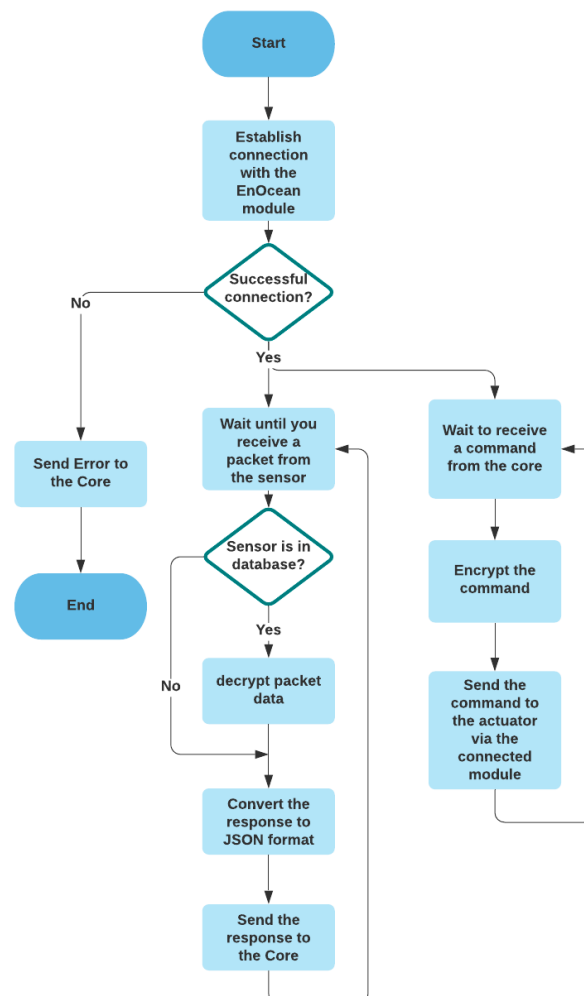 Start
Establish
connection
with the
EnOcean
module
Successful
connection?
No
Yes
Wait until you
receive a
packet from
the sensor
Wait to receive
a command
from the core
Send Error to
the Core
Sensor is in
database?
Encrypt the
command
End
Yes
No
decrypt packet
data
Send the
command to
the actuator
via the
connected
module
Convert the
response to
JSON format
Send the
response to
the Core